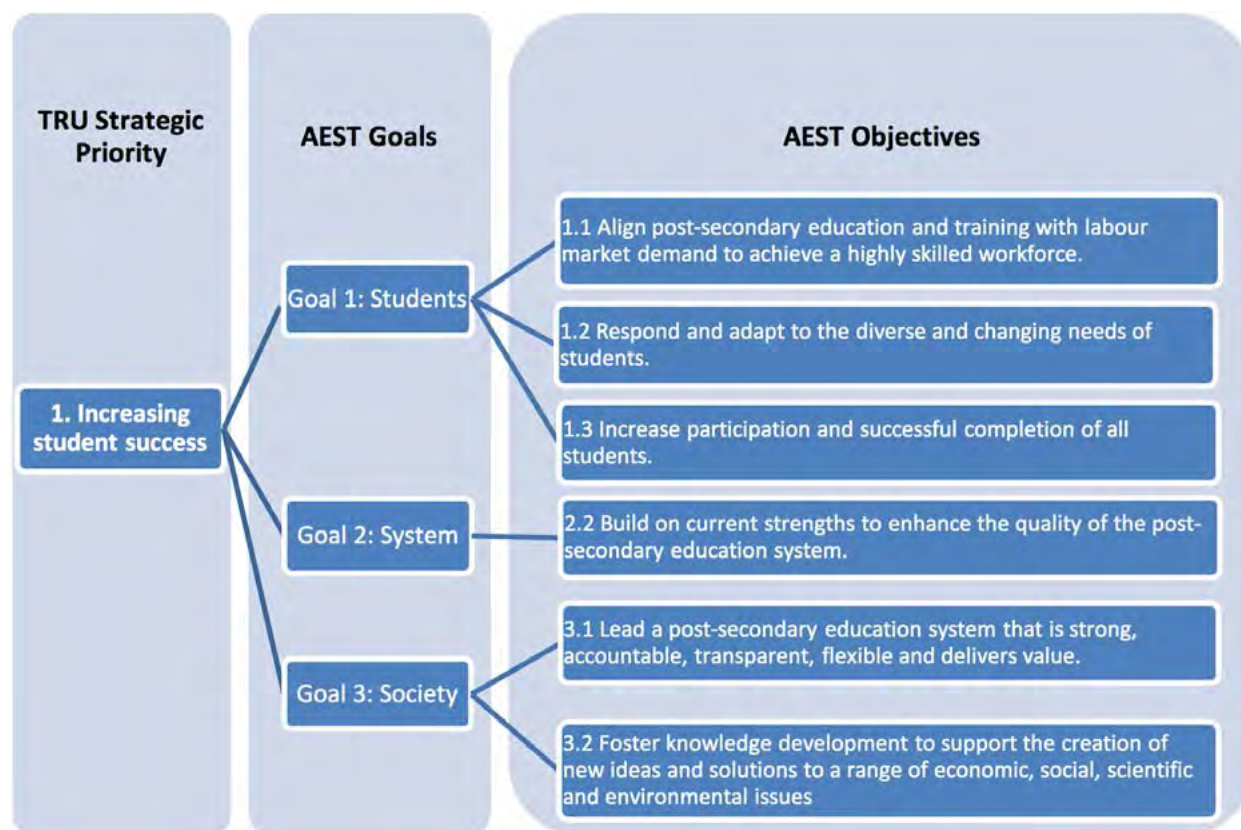 TRU Strategic
Priority
AEST Goals
AEST Objectives
1. Increasing
student success
Goal 1: Students
1.1 Align post-secondary education and training with labour
market demand to achieve a highly skilled workforce.
1.2 Respond and adapt to the diverse and changing needs of
students.
1.3 Increase participation and successful completion of all
students.
Goal 2: System
2.2 Build on current strengths to enhance the quality of the post-
secondary education system.
Goal 3: Society
3.1 Lead a post-secondary education system that is strong,
accountable, transparent, flexible and delivers value.
3.2 Foster knowledge development to support the creation of
new ideas and solutions to a range of economic, social, scientific
and environmental issues